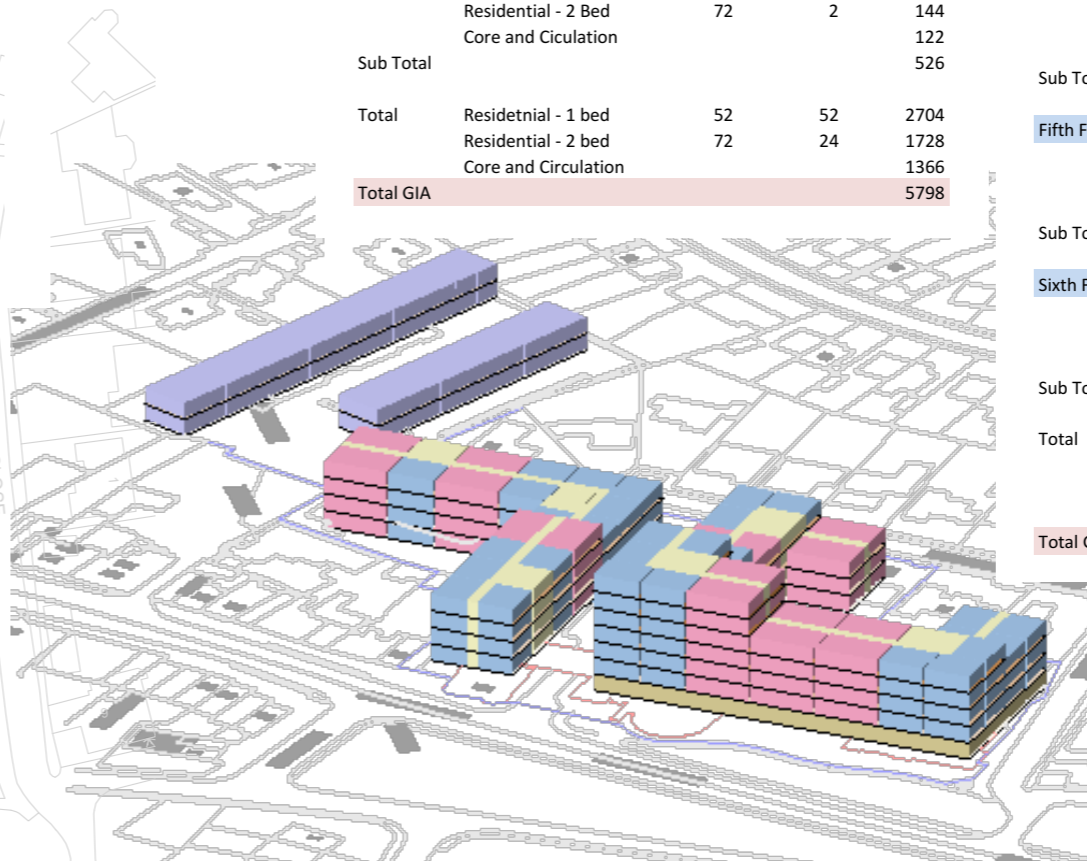 Residential - 2 Bed 72 2 144
Core and Ciculation 122
Sub Total 526
Total Residetnial - 1 bed 52 52 2704
Residential - 2 bed 72 24 1728
Core and Circulation 1366
Total GIA 5798
Sub To
Fifth F
Sub To
Sixth F
Sub To
Total
Total G